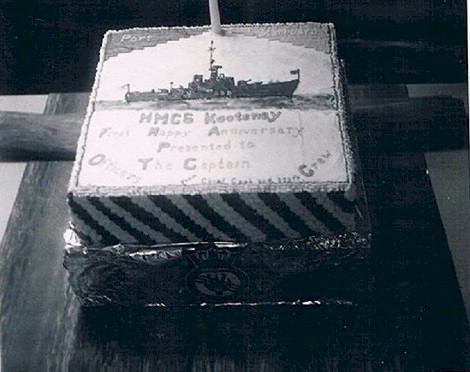 Port
HMCS Kootenay
First Happy Anniversary
Presented to
Officers The Captain Crew